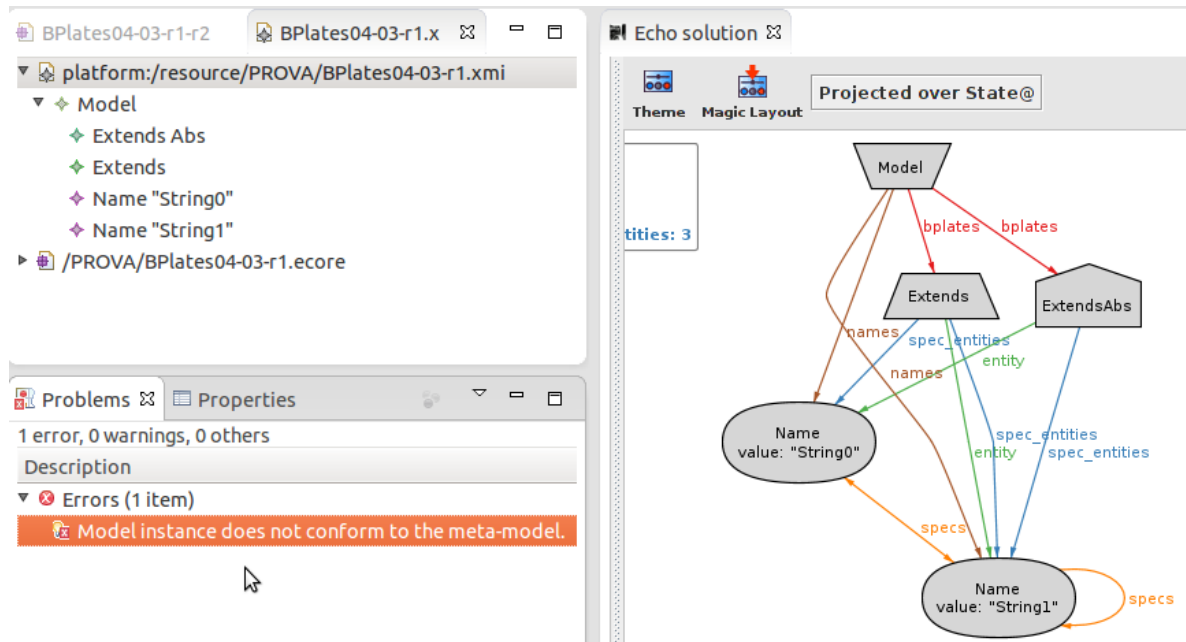 BPlates04-03-r1-r2
BPlates04-03-r1.x
platform:/resource/PROVA/BPlates04-03-r1.xmi
Model
Extends Abs
Extends
Name "String0"
Name "String1"
/PROVA/BPlates04-03-r1.ecore
Problems
Properties
1 error, 0 warnings, 0 others
Description
Errors (1 item)
Model instance does not conform to the meta-model.
Echo solution
Theme
Magic Layout
Projected over State@
tities: 3
Model
bplates
bplates
Extends
ExtendsAbs
names
spec_entities
entity
names
Name
value: "String0"
spec_entities
entity
spec_entities
specs
Name
value: "String1"
specs